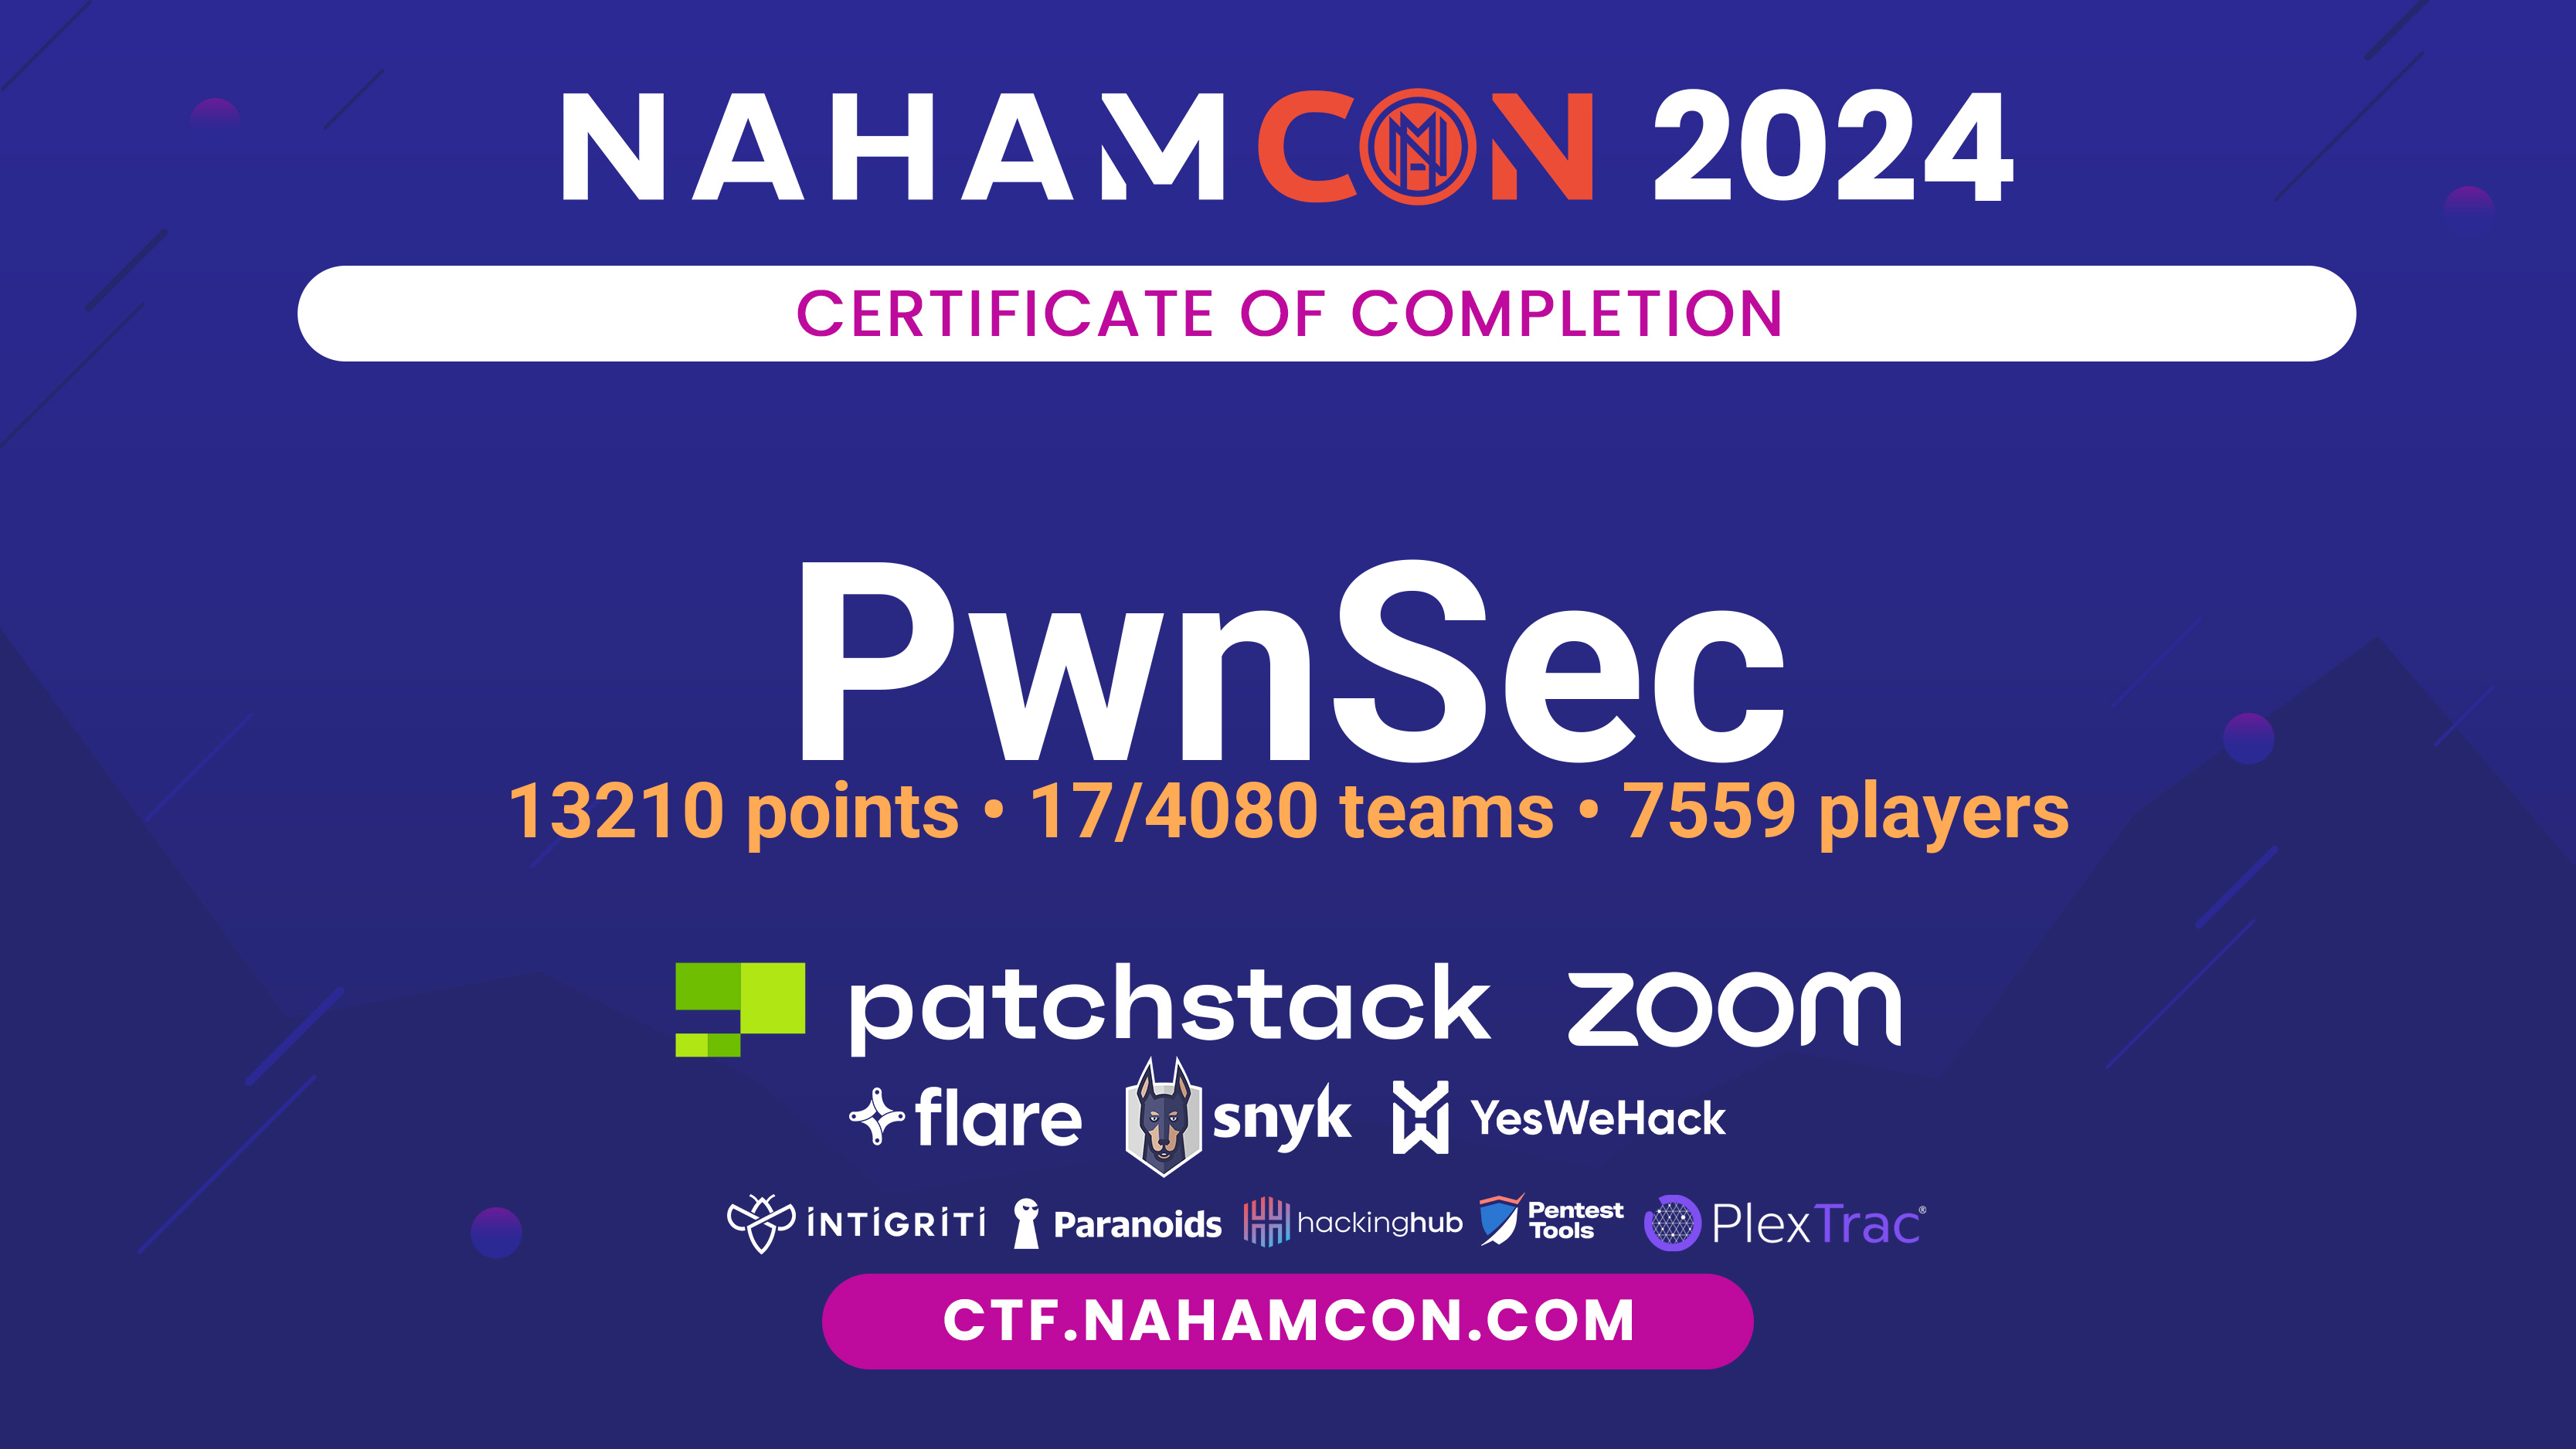 NAHAMCON 2024
CERTIFICATE OF COMPLETION
PwnSec
13210 points • 17/4080 teams • 7559 players
patchstack zoom
flare snyk YesWeHack
INTIGRITI Paranoids hackinghub Pentest Tools PlexTrac®
CTF.NAHAMCON.COM